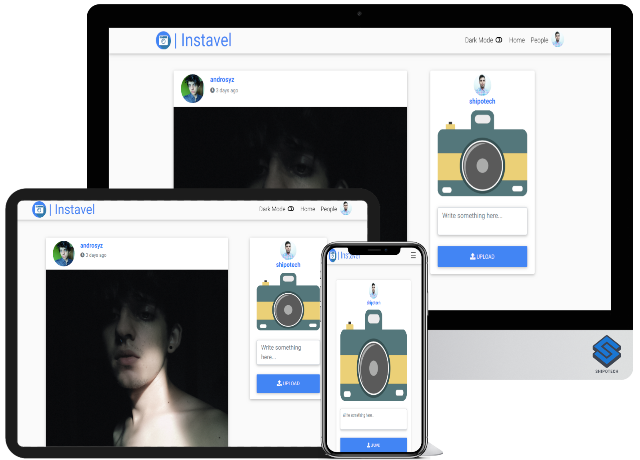 | Instavel
Dark Mode
Home
People
androsyz
3 days ago
shipotech
Write something here...
UPLOAD
SHIPOTECH
| Instavel
Dark Mode
Home
People
androsyz
3 days ago
shipotech
Write something
here...
UPLOAD
| Instavel
shipotech
Write something here...